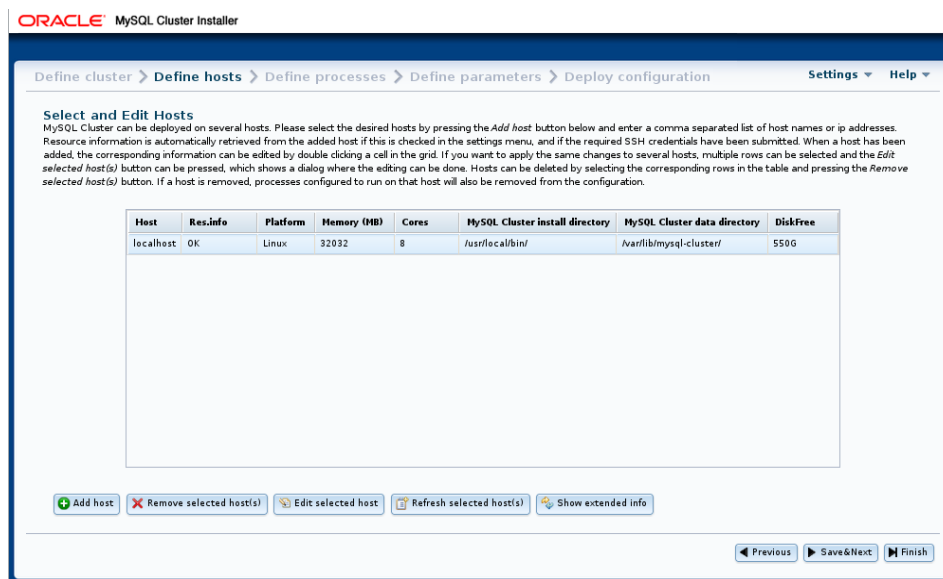 ORACLE® MySQL Cluster Installer
Define cluster > Define hosts > Define processes > Define parameters > Deploy configuration Settings Help
Select and Edit Hosts
MySQL Cluster can be deployed on several hosts. Please select the desired hosts by pressing the Add host button below and enter a comma separated list of host names or ip addresses.
Resource information is automatically retrieved from the added host if this is checked in the settings menu, and if the required SSH credentials have been submitted. When a host has been
added, the corresponding information can be edited by double clicking a cell in the grid. If you want to apply the same changes to several hosts, multiple rows can be selected and the Edit
selected host(s) button can be pressed, which shows a dialog where the editing can be done. Hosts can be deleted by selecting the corresponding rows in the table and pressing the Remove
selected host(s) button. If a host is removed, processes configured to run on that host will also be removed from the configuration.
Host Res.info Platform Memory (MB) Cores MySQL Cluster install directory MySQL Cluster data directory DiskFree
localhost OK Linux 32032 8 /usr/local/bin/ /var/lib/mysql-cluster/ 550G
Add host Remove selected host(s) Edit selected host Refresh selected host(s) Show extended info
Previous Save&Next Finish